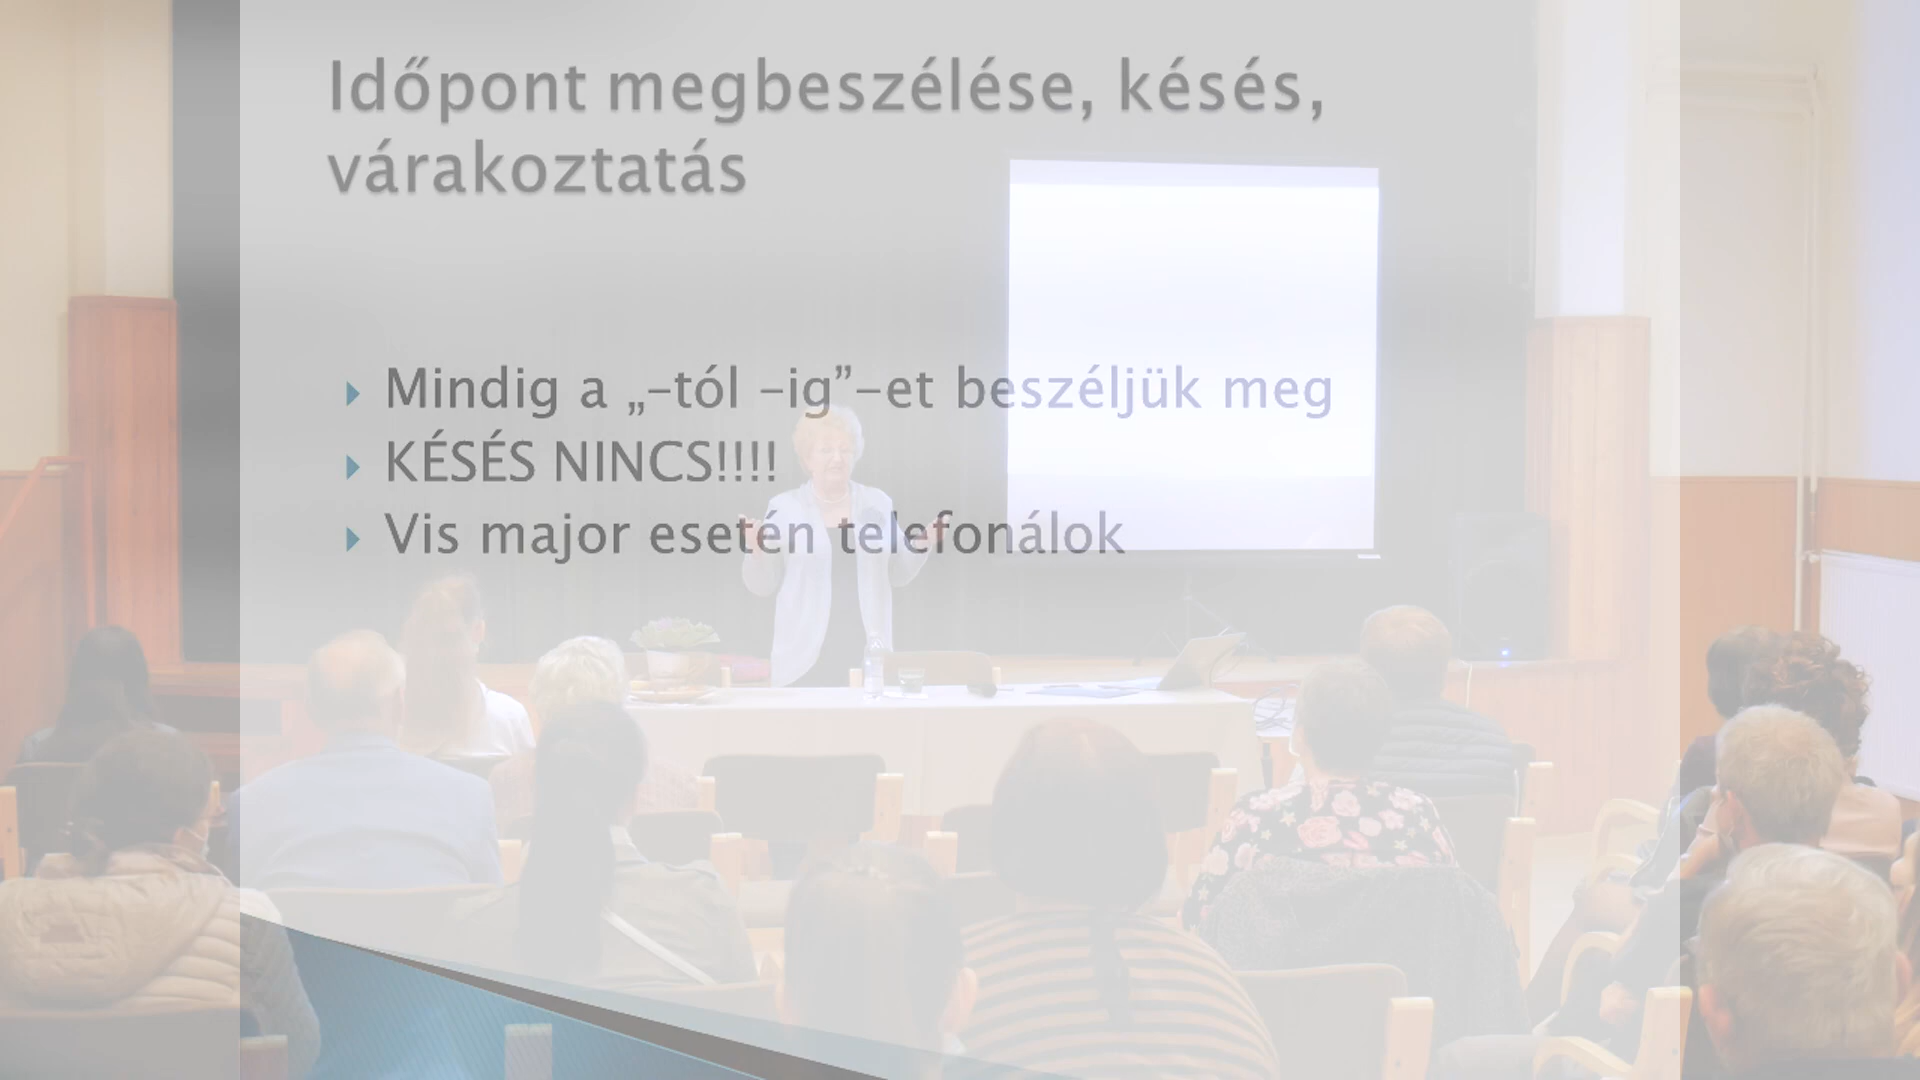 Időpont megbeszélése, késés,
várakoztatás
Mindig a „-tól -ig”-et beszéljük meg
KÉSÉS NINCS!!!!
Vis major esetén telefonálok